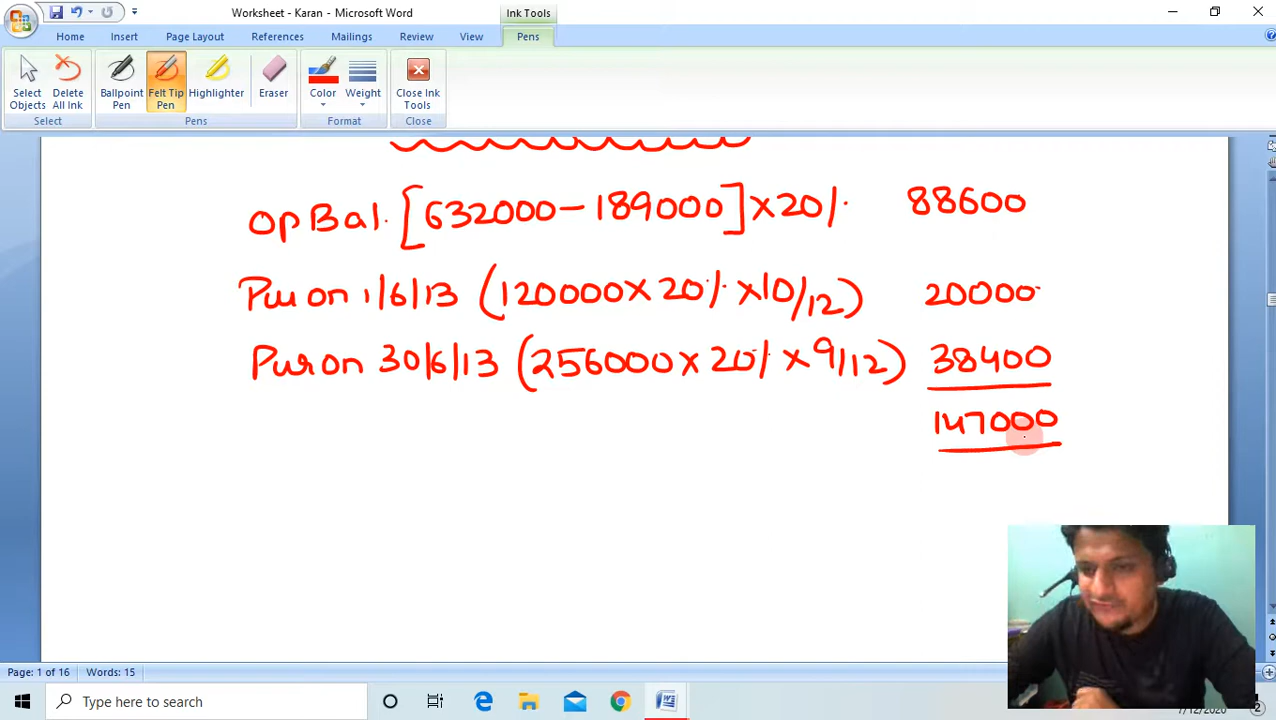 Worksheet - Karan - Microsoft Word
Ink Tools
Home Insert Page Layout References Mailings Review View Pens
Select Objects
Delete All Ink
Ballpoint Pen
Felt Tip Pen
Highlighter
Eraser
Color
Weight
Close Ink Tools
Select Pens Format Close
Op Bal. [632000 - 189000] x 20%. 88600
Pur on 1/6/13 (120000 x 20% x 10/12) 20000
Pur on 30/6/13 (256000 x 20% x 9/12) 38400
147000
Page: 1 of 16 Words: 15
Type here to search